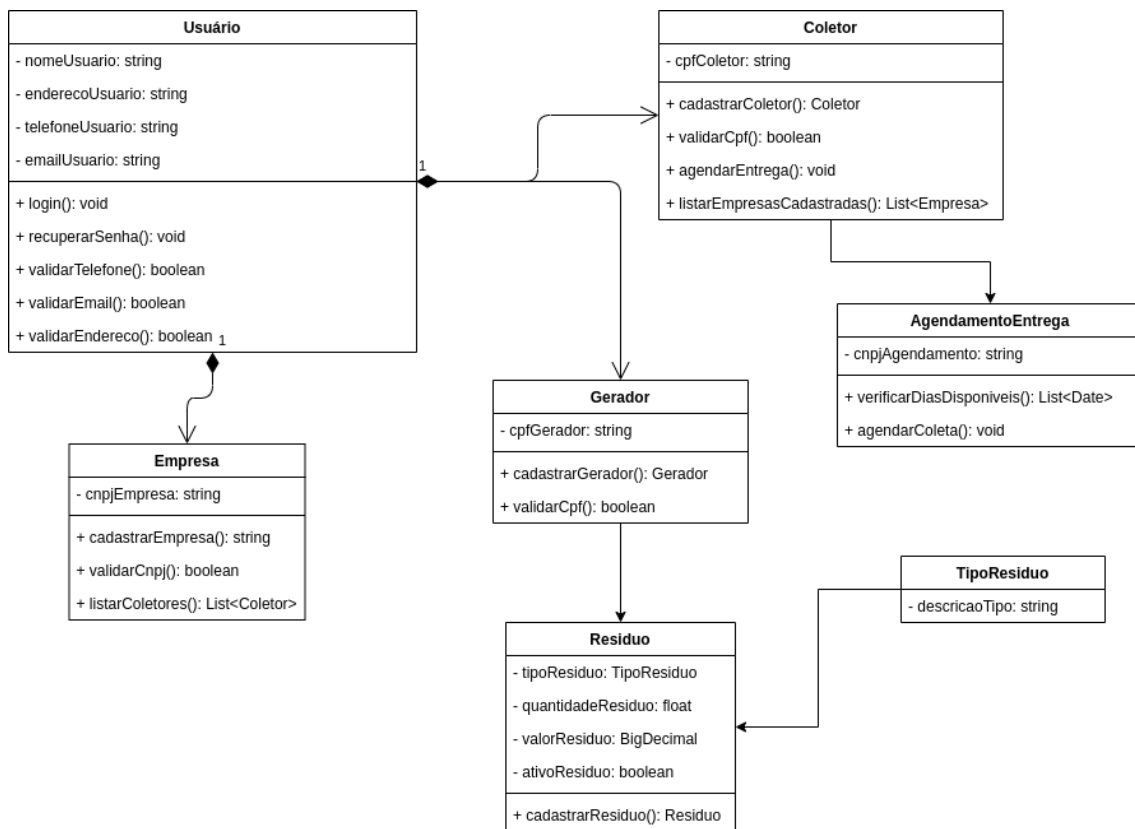 Usuário
- nomeUsuario: string
- enderecoUsuario: string
- telefoneUsuario: string
- emailUsuario: string
+ login(): void
+ recuperarSenha(): void
+ validarTelefone(): boolean
+ validarEmail(): boolean
+ validarEndereco(): boolean
1
1
Coletor
- cpfColetor: string
+ cadastrarColetor(): Coletor
+ validarCpf(): boolean
+ agendarEntrega(): void
+ listarEmpresasCadastradas(): List<Empresa>
AgendamentoEntrega
- cnpjAgendamento: string
+ verificarDiasDisponiveis(): List<Date>
+ agendarColeta(): void
Gerador
- cpfGerador: string
+ cadastrarGerador(): Gerador
+ validarCpf(): boolean
Empresa
- cnpjEmpresa: string
+ cadastrarEmpresa(): string
+ validarCnpj(): boolean
+ listarColetores(): List<Coletor>
TipoResiduo
- descricaoTipo: string
Residuo
- tipoResiduo: TipoResiduo
- quantidadeResiduo: float
- valorResiduo: BigDecimal
- ativoResiduo: boolean
+ cadastrarResiduo(): Residuo